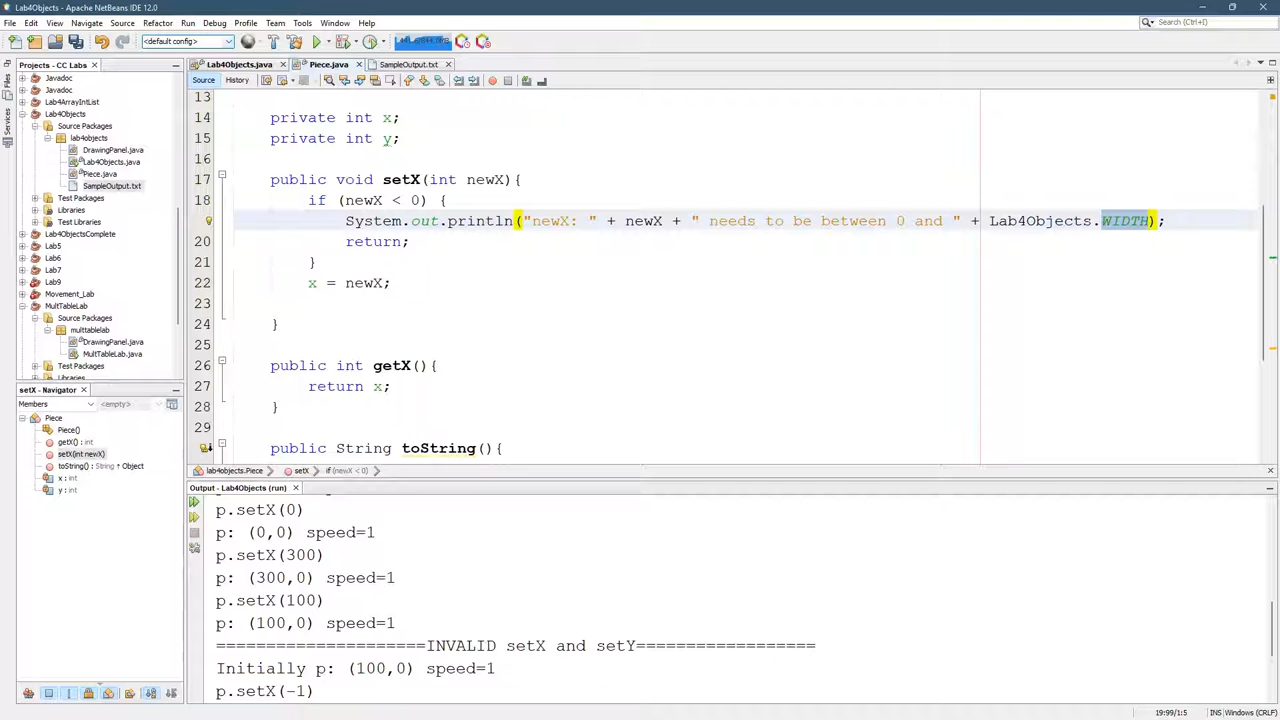 Lab4Objects - Apache NetBeans IDE 12.0
File Edit View Navigate Source Refactor Run Debug Profile Team Tools Window Help
Search (Ctrl+I)
<default config>
Projects - CC Labs
Lab4Objects.java Piece.java SampleOutput.txt
Files
Services
Source History
Javadoc
Javadoc
Lab4ArrayIntList
Lab4Objects
Source Packages
lab4objects
DrawingPanel.java
Lab4Objects.java
Piece.java
SampleOutput.txt
Test Packages
Libraries
Test Libraries
Lab4ObjectsComplete
Lab5
Lab6
Lab7
Lab9
Movement_Lab
MultTableLab
Source Packages
multtablelab
DrawingPanel.java
MultTableLab.java
Test Packages
Libraries
13
14 private int x;
15 private int y;
16
17 public void setX(int newX){
18 if (newX < 0) {
System.out.println("newX: " + newX + " needs to be between 0 and " + Lab4Objects.WIDTH);
20 return;
21 }
22 x = newX;
23
24 }
25
26 public int getX(){
27 return x;
28 }
29
public String toString(){
lab4objects.Piece setX if (newX < 0)
setX - Navigator
Members <empty>
Piece
Piece()
getX() : int
setX(int newX)
toString() : String ↑ Object
x : int
y : int
Output - Lab4Objects (run)
p.setX(0)
p: (0,0) speed=1
p.setX(300)
p: (300,0) speed=1
p.setX(100)
p: (100,0) speed=1
=====================INVALID setX and setY==================
Initially p: (100,0) speed=1
p.setX(-1)
19:99/1:5 INS Windows (CRLF)